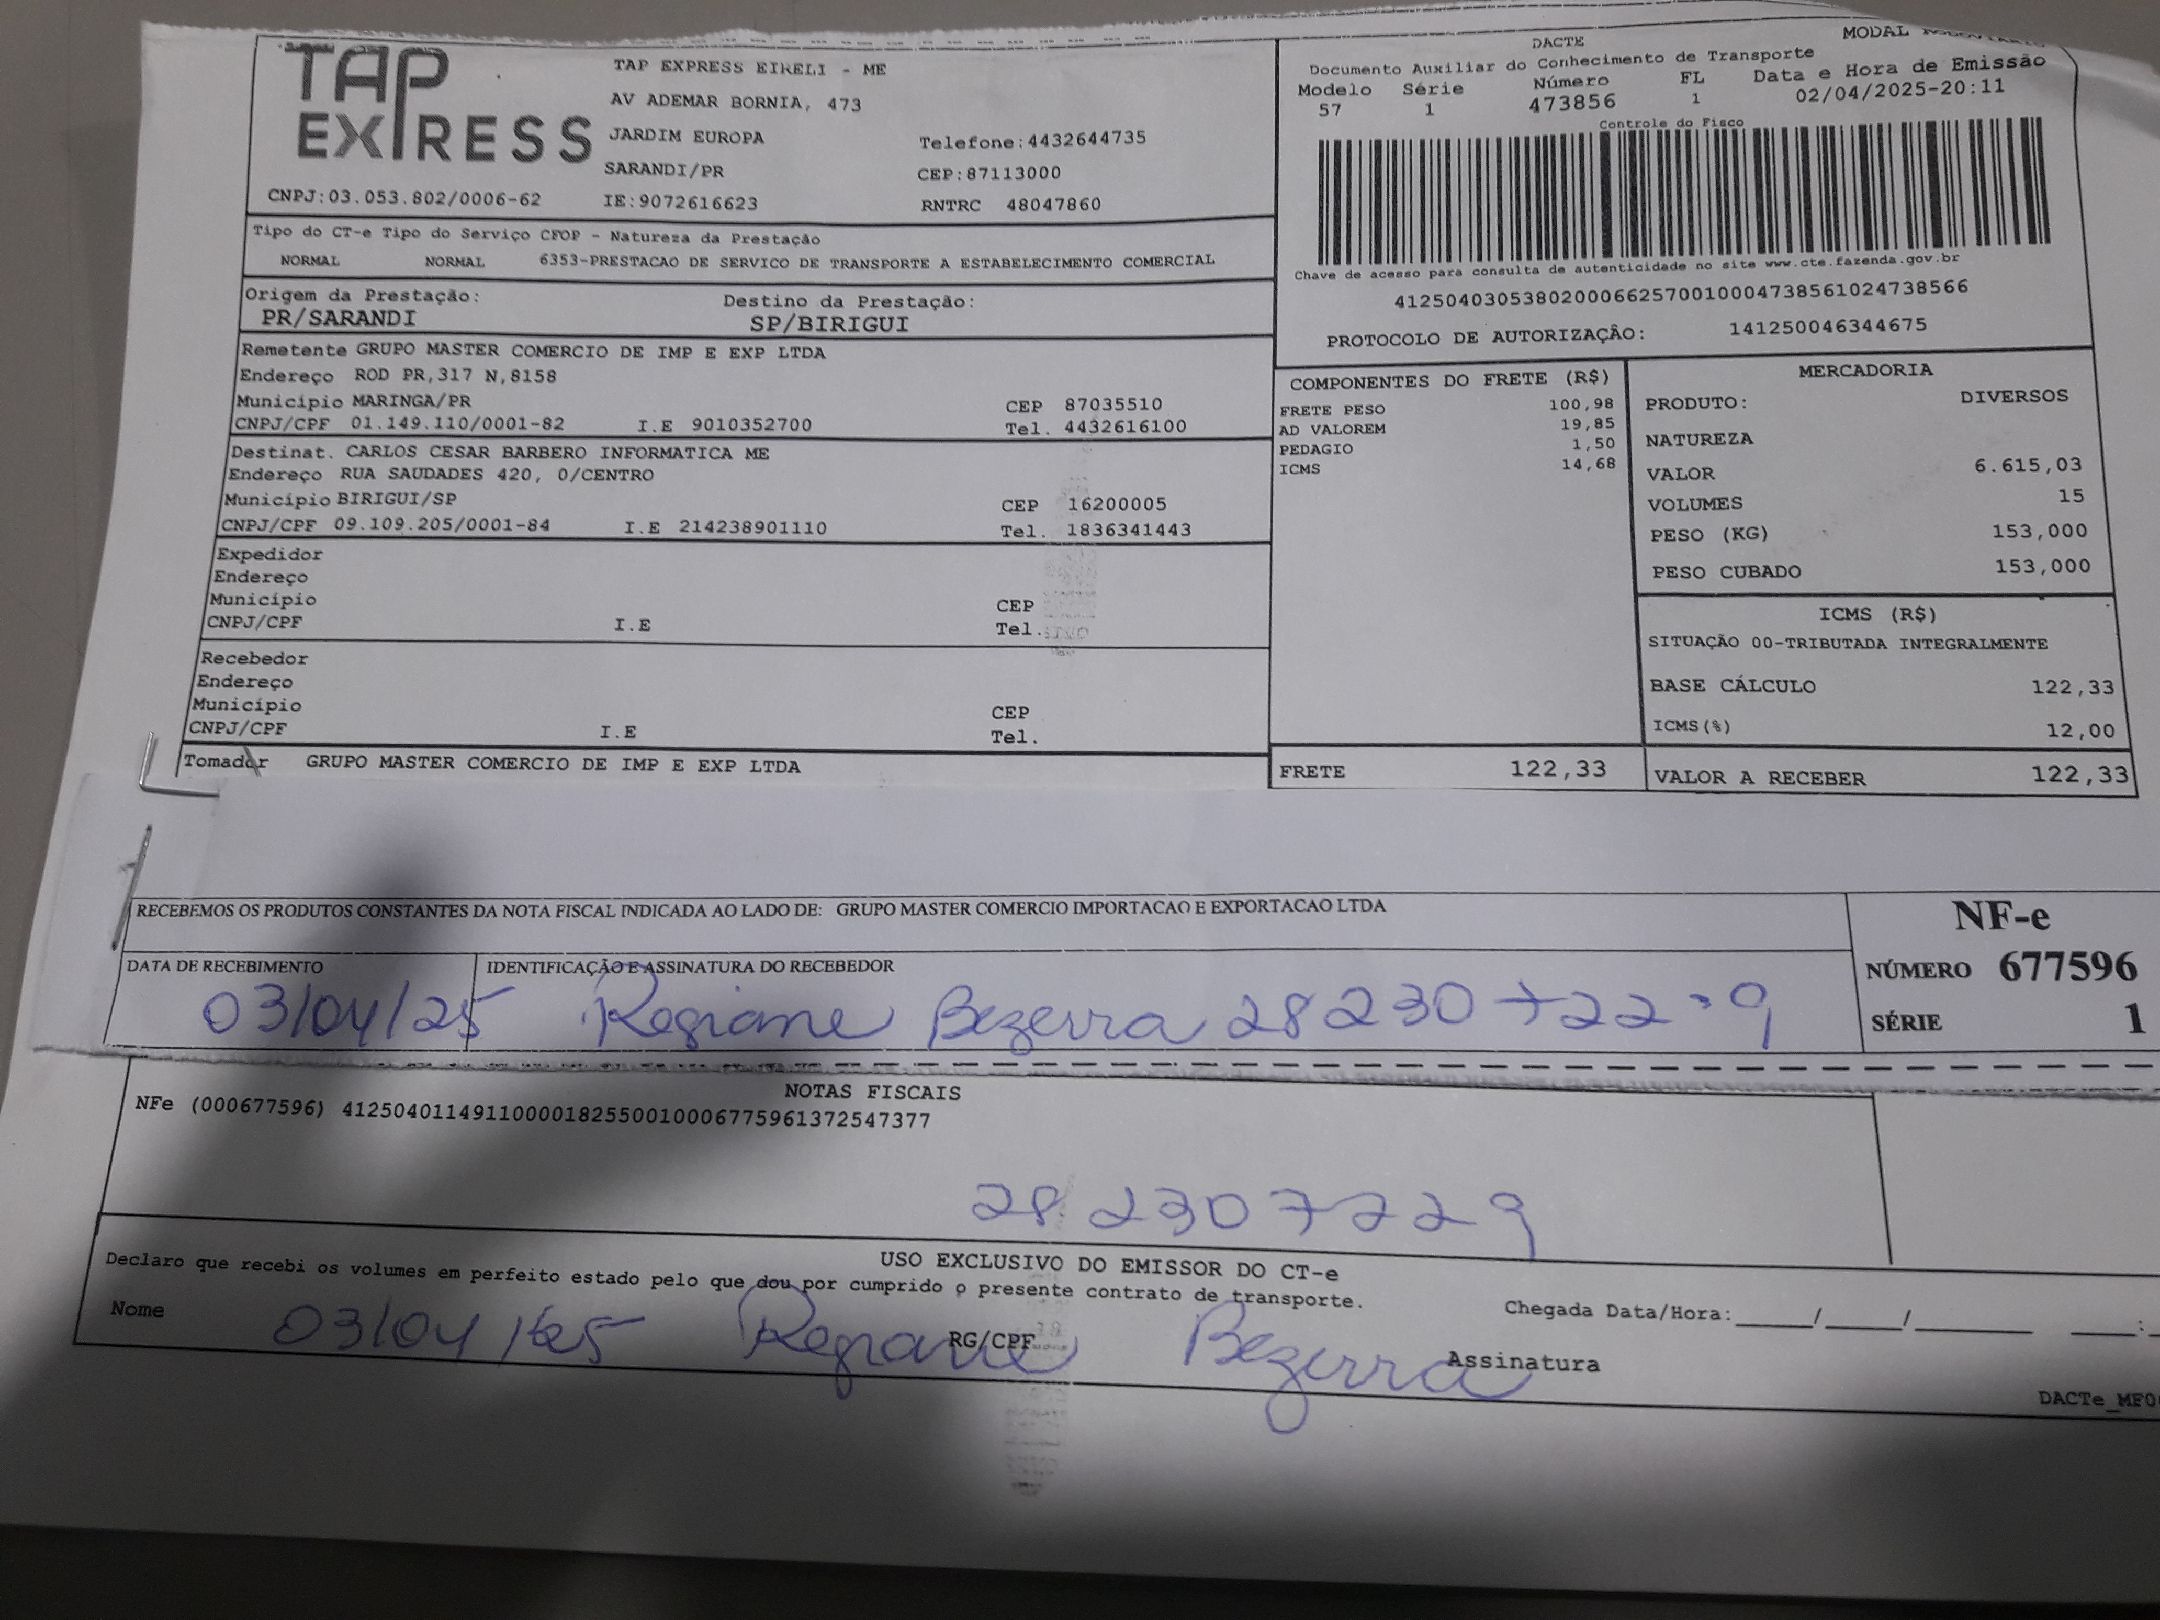 TAP EXPRESS
TAP EXPRESS EIRELI - ME
AV ADEMAR BORNIA, 473
JARDIM EUROPA Telefone:4432644735
SARANDI/PR CEP:87113000
CNPJ:03.053.802/0006-62 IE:9072616623 RNTRC 48047860
Tipo do CT-e Tipo do Serviço CFOP - Natureza da Prestação
NORMAL NORMAL 6353-PRESTACAO DE SERVICO DE TRANSPORTE A ESTABELECIMENTO COMERCIAL
Origem da Prestação: Destino da Prestação:
PR/SARANDI SP/BIRIGUI
Remetente GRUPO MASTER COMERCIO DE IMP E EXP LTDA
Endereço ROD PR,317 N,8158
Município MARINGA/PR CEP 87035510
CNPJ/CPF 01.149.110/0001-82 I.E 9010352700 Tel. 4432616100
Destinat. CARLOS CESAR BARBERO INFORMATICA ME
Endereço RUA SAUDADES 420, 0/CENTRO
Município BIRIGUI/SP CEP 16200005
CNPJ/CPF 09.109.205/0001-84 I.E 214238901110 Tel. 1836341443
Expedidor
Endereço
Município CEP
CNPJ/CPF I.E Tel.
Recebedor
Endereço
Município CEP
CNPJ/CPF I.E Tel.
Tomador GRUPO MASTER COMERCIO DE IMP E EXP LTDA
DACTE MODAL
Documento Auxiliar do Conhecimento de Transporte
Modelo Série Número FL Data e Hora de Emissão
57 1 473856 1 02/04/2025-20:11
Controle do Fisco
Chave de acesso para consulta de autenticidade no site www.cte.fazenda.gov.br
41250403053802000662570010004738561024738566
PROTOCOLO DE AUTORIZAÇÂO: 141250046344675
COMPONENTES DO FRETE (R$)
FRETE PESO 100,98
AD VALOREM 19,85
PEDAGIO 1,50
ICMS 14,68
FRETE 122,33
MERCADORIA
PRODUTO: DIVERSOS
NATUREZA
VALOR 6.615,03
VOLUMES 15
PESO (KG) 153,000
PESO CUBADO 153,000
ICMS (R$)
SITUAÇÃO 00-TRIBUTADA INTEGRALMENTE
BASE CÁLCULO 122,33
ICMS(%) 12,00
VALOR A RECEBER 122,33
RECEBEMOS OS PRODUTOS CONSTANTES DA NOTA FISCAL INDICADA AO LADO DE: GRUPO MASTER COMERCIO IMPORTACAO E EXPORTACAO LTDA
DATA DE RECEBIMENTO IDENTIFICAÇÃO E ASSINATURA DO RECEBEDOR
03/04/25 Regiane Bezerra 28230722-9
NF-e
NÚMERO 677596
SÉRIE 1
NOTAS FISCAIS
NFe (000677596) 41250401149110000182550010006775961372547377
28 2307229
USO EXCLUSIVO DO EMISSOR DO CT-e
Declaro que recebi os volumes em perfeito estado pelo que dou por cumprido o presente contrato de transporte.
Nome RG/CPF Assinatura Chegada Data/Hora:_____/_____/________ ____:
03/04/25 Regiane Bezerra